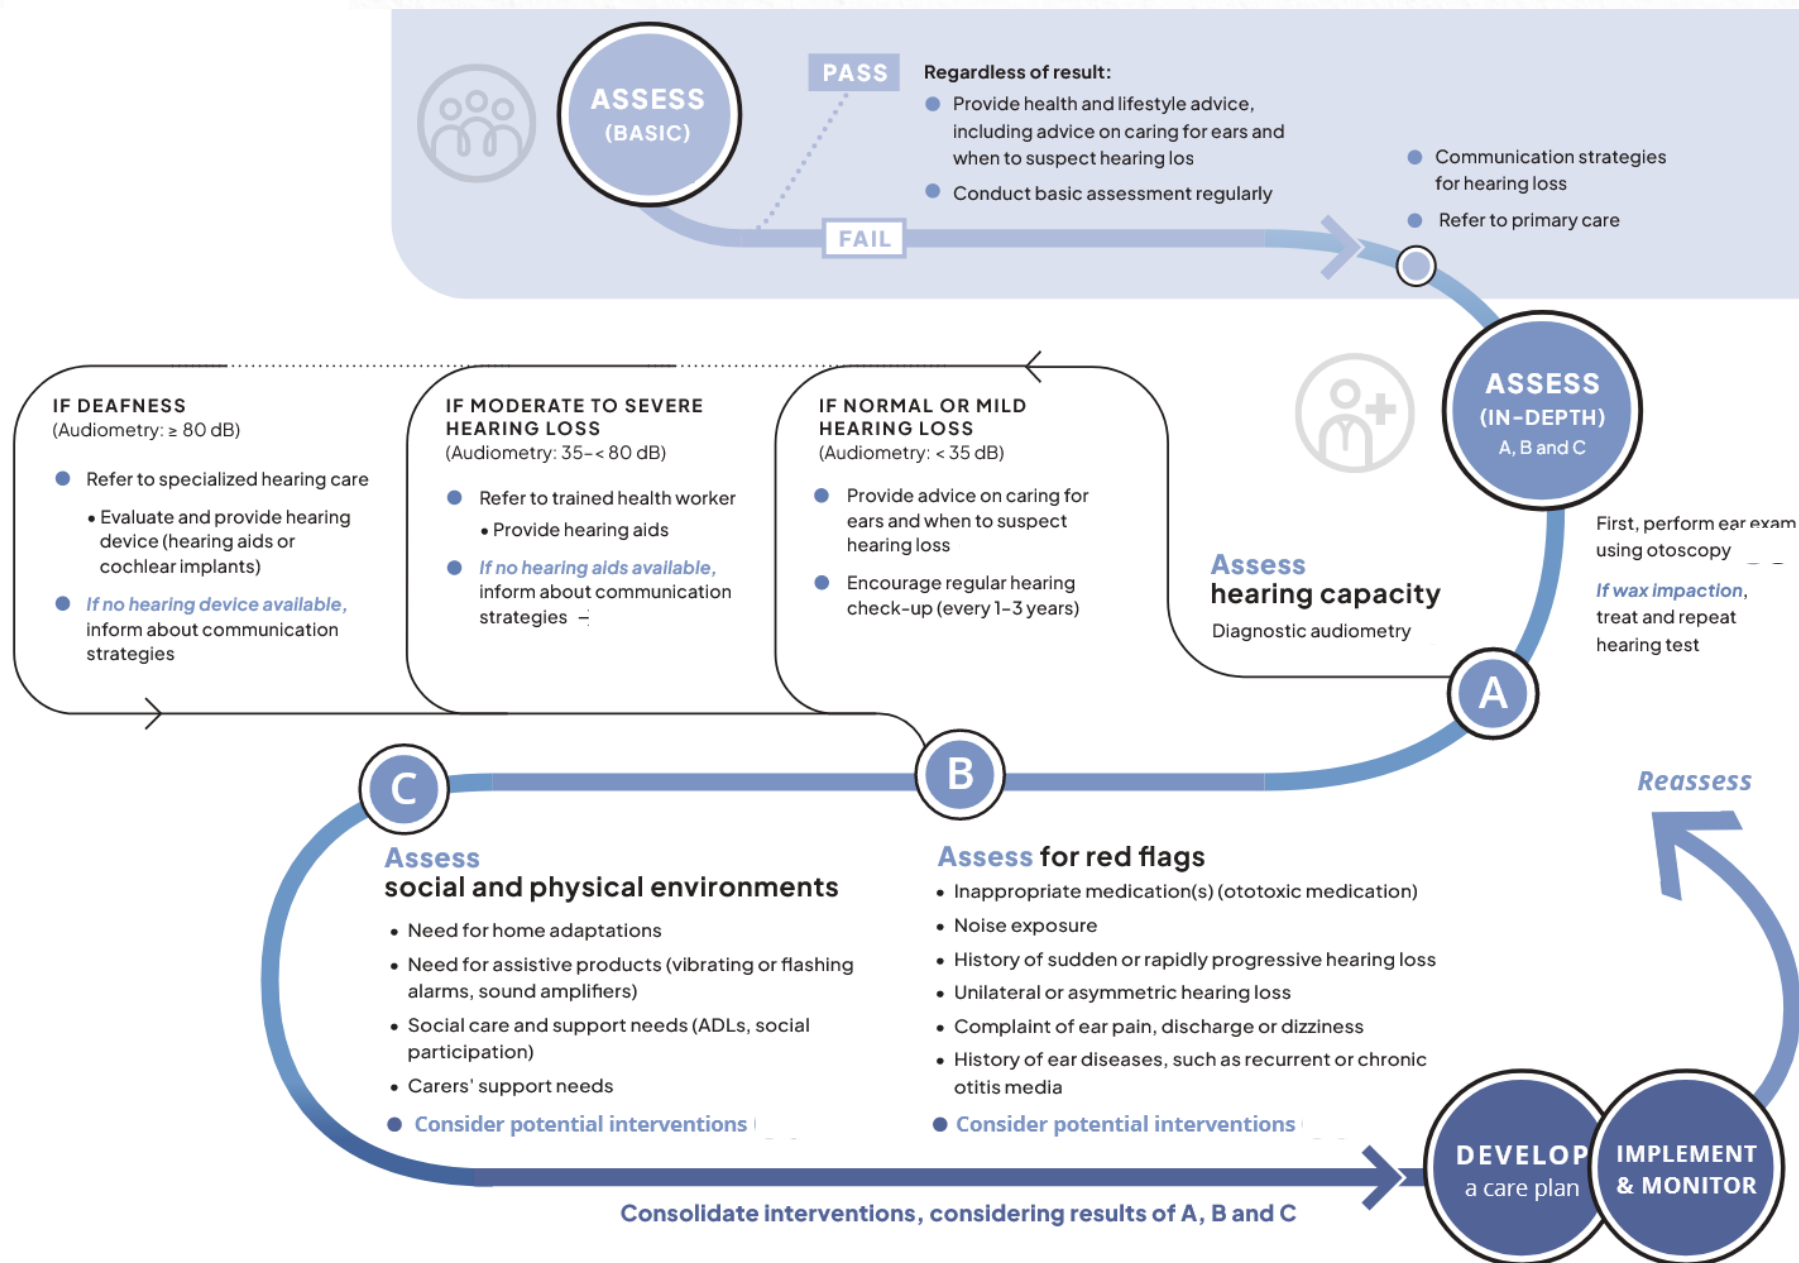 ASSESS
(BASIC)
PASS
FAIL
Regardless of result:
Provide health and lifestyle advice,
including advice on caring for ears and
when to suspect hearing los
Conduct basic assessment regularly
Communication strategies
for hearing loss
Refer to primary care
ASSESS
(IN-DEPTH)
A, B and C
First, perform ear exam
using otoscopy
If wax impaction,
treat and repeat
hearing test
A
Assess
hearing capacity
Diagnostic audiometry
IF DEAFNESS
(Audiometry: ≥ 80 dB)
Refer to specialized hearing care
• Evaluate and provide hearing
device (hearing aids or
cochlear implants)
If no hearing device available,
inform about communication
strategies
IF MODERATE TO SEVERE
HEARING LOSS
(Audiometry: 35–< 80 dB)
Refer to trained health worker
• Provide hearing aids
If no hearing aids available,
inform about communication
strategies
IF NORMAL OR MILD
HEARING LOSS
(Audiometry: < 35 dB)
Provide advice on caring for
ears and when to suspect
hearing loss
Encourage regular hearing
check-up (every 1–3 years)
B
Assess for red flags
• Inappropriate medication(s) (ototoxic medication)
• Noise exposure
• History of sudden or rapidly progressive hearing loss
• Unilateral or asymmetric hearing loss
• Complaint of ear pain, discharge or dizziness
• History of ear diseases, such as recurrent or chronic
otitis media
Consider potential interventions
C
Assess
social and physical environments
• Need for home adaptations
• Need for assistive products (vibrating or flashing
alarms, sound amplifiers)
• Social care and support needs (ADLs, social
participation)
• Carers' support needs
Consider potential interventions
Consolidate interventions, considering results of A, B and C
DEVELOP
a care plan
IMPLEMENT
& MONITOR
Reassess